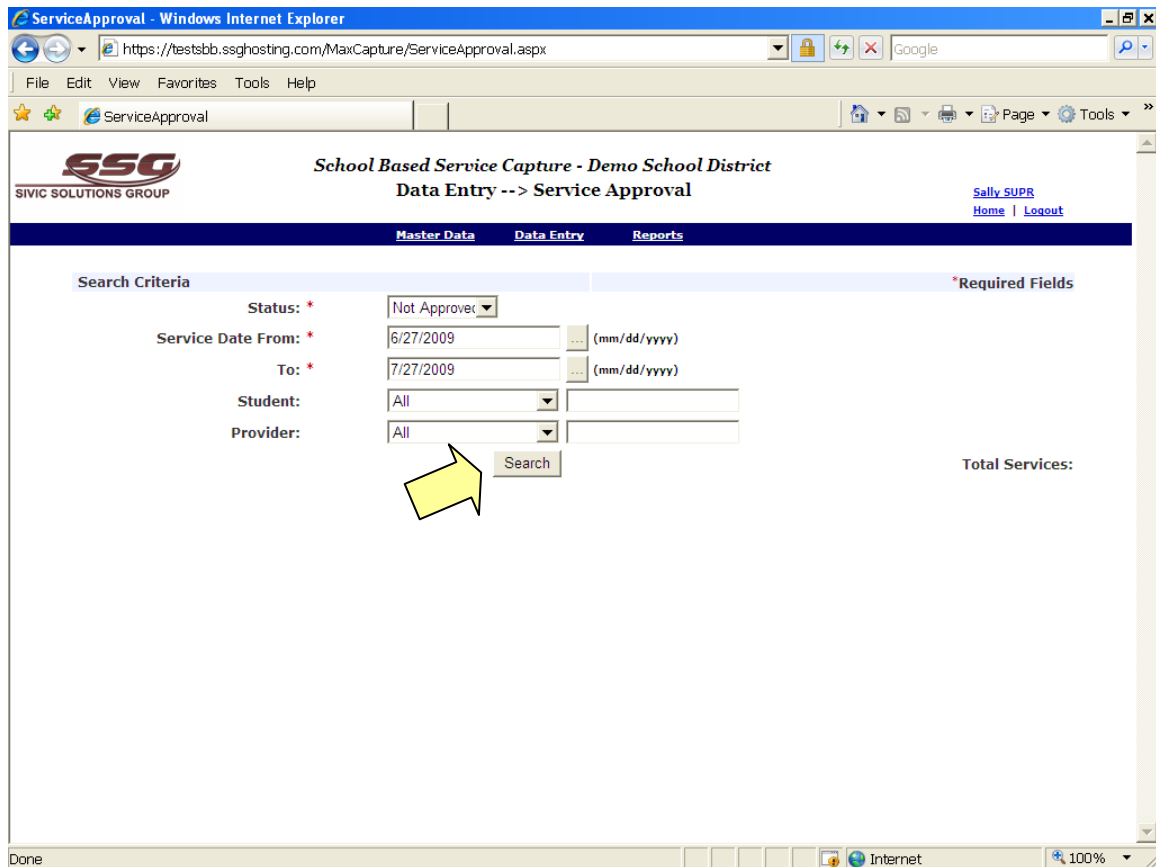 ServiceApproval - Windows Internet Explorer
https://testsbb.ssghosting.com/MaxCapture/ServiceApproval.aspx
Google
File Edit View Favorites Tools Help
ServiceApproval
Page Tools »
SSG
SIVIC SOLUTIONS GROUP
School Based Service Capture - Demo School District
Data Entry --> Service Approval
Sally SUPR
Home | Logout
Master Data Data Entry Reports
Search Criteria *Required Fields
Status: * Not Approved
Service Date From: * 6/27/2009 ... (mm/dd/yyyy)
To: * 7/27/2009 ... (mm/dd/yyyy)
Student: All
Provider: All
Search Total Services:
Done Internet 100%